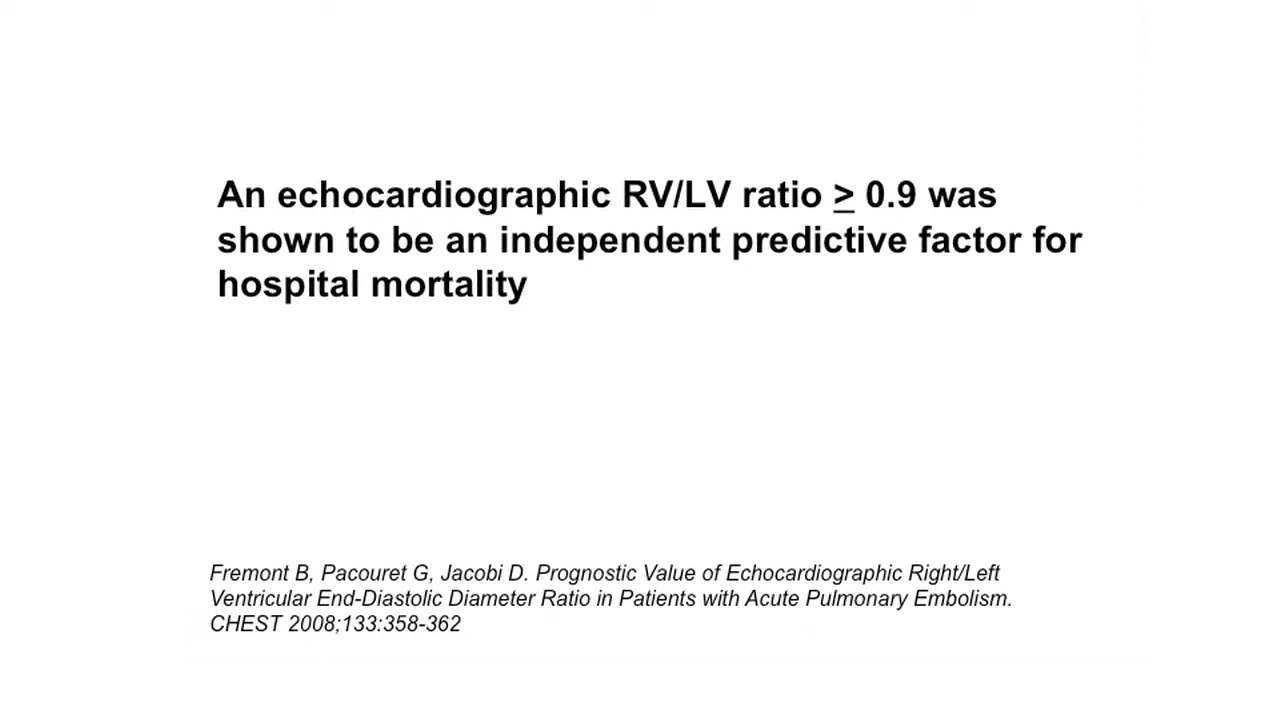 An echocardiographic RV/LV ratio ≥ 0.9 was
shown to be an independent predictive factor for
hospital mortality
Fremont B, Pacouret G, Jacobi D. Prognostic Value of Echocardiographic Right/Left
Ventricular End-Diastolic Diameter Ratio in Patients with Acute Pulmonary Embolism.
CHEST 2008;133:358-362